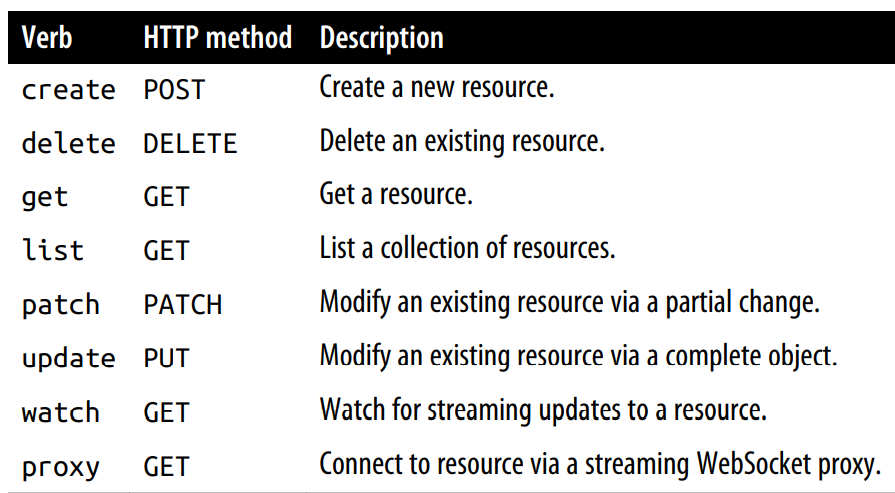 Verb HTTP method Description
create POST Create a new resource.
delete DELETE Delete an existing resource.
get GET Get a resource.
list GET List a collection of resources.
patch PATCH Modify an existing resource via a partial change.
update PUT Modify an existing resource via a complete object.
watch GET Watch for streaming updates to a resource.
proxy GET Connect to resource via a streaming WebSocket proxy.